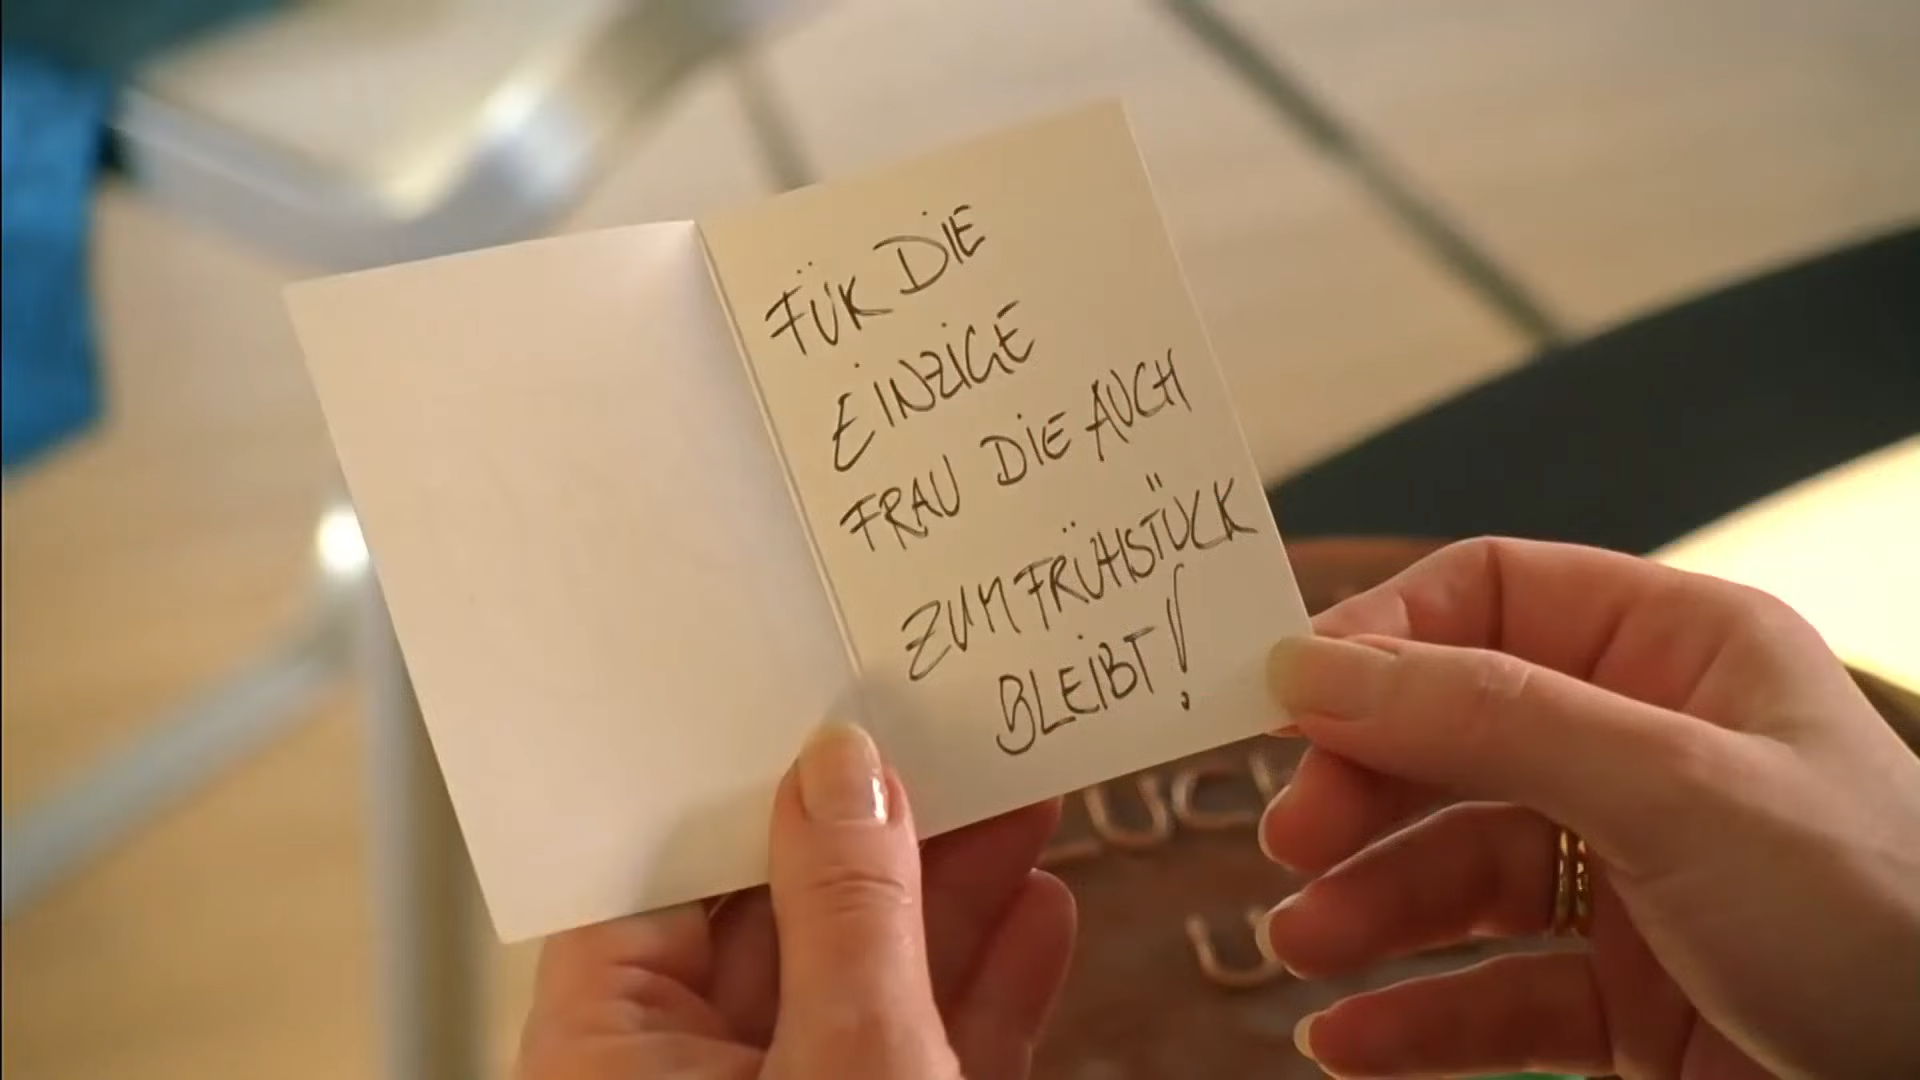 FÜR DIE
EINZIGE
FRAU DIE AUCH
ZUM FRÜHSTÜCK
BLEIBT!